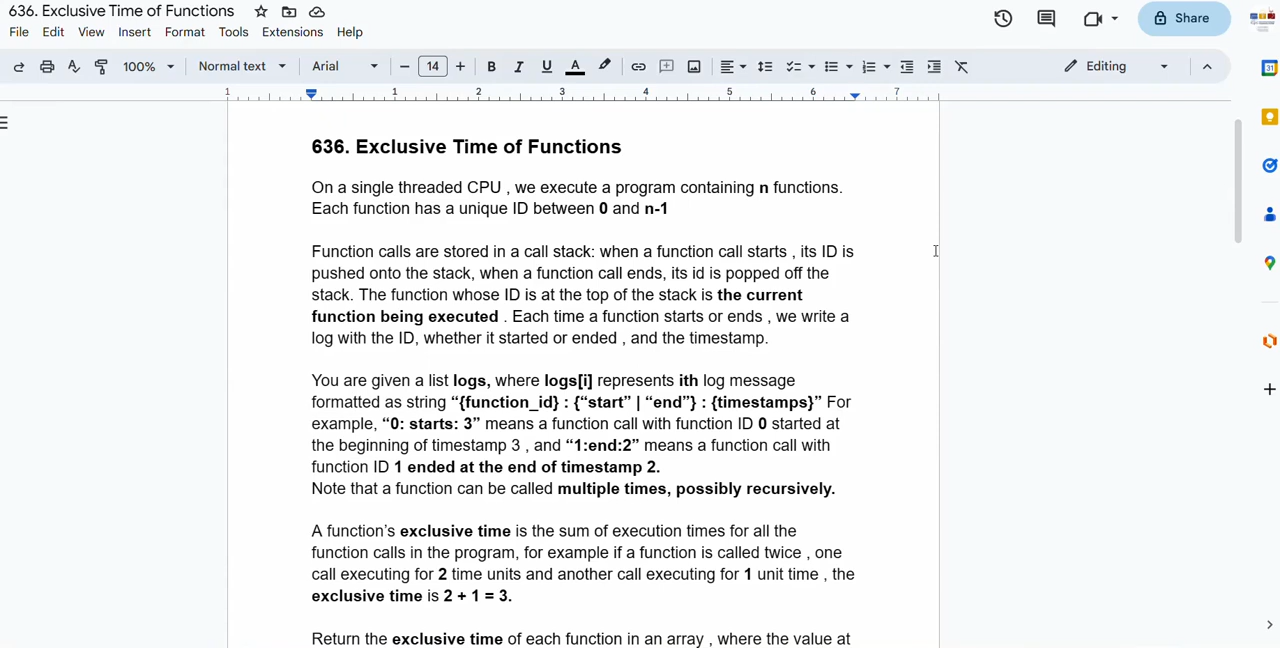 636. Exclusive Time of Functions
File Edit View Insert Format Tools Extensions Help
Share
100% Normal text Arial 14 B I U A Editing
1 1 2 3 4 5 6 7
31
636. Exclusive Time of Functions
On a single threaded CPU , we execute a program containing n functions.
Each function has a unique ID between 0 and n-1
Function calls are stored in a call stack: when a function call starts , its ID is
pushed onto the stack, when a function call ends, its id is popped off the
stack. The function whose ID is at the top of the stack is the current
function being executed . Each time a function starts or ends , we write a
log with the ID, whether it started or ended , and the timestamp.
You are given a list logs, where logs[i] represents ith log message
formatted as string “{function_id} : {“start” | “end”} : {timestamps}” For
example, “0: starts: 3” means a function call with function ID 0 started at
the beginning of timestamp 3 , and “1:end:2” means a function call with
function ID 1 ended at the end of timestamp 2.
Note that a function can be called multiple times, possibly recursively.
A function’s exclusive time is the sum of execution times for all the
function calls in the program, for example if a function is called twice , one
call executing for 2 time units and another call executing for 1 unit time , the
exclusive time is 2 + 1 = 3.
Return the exclusive time of each function in an array , where the value at